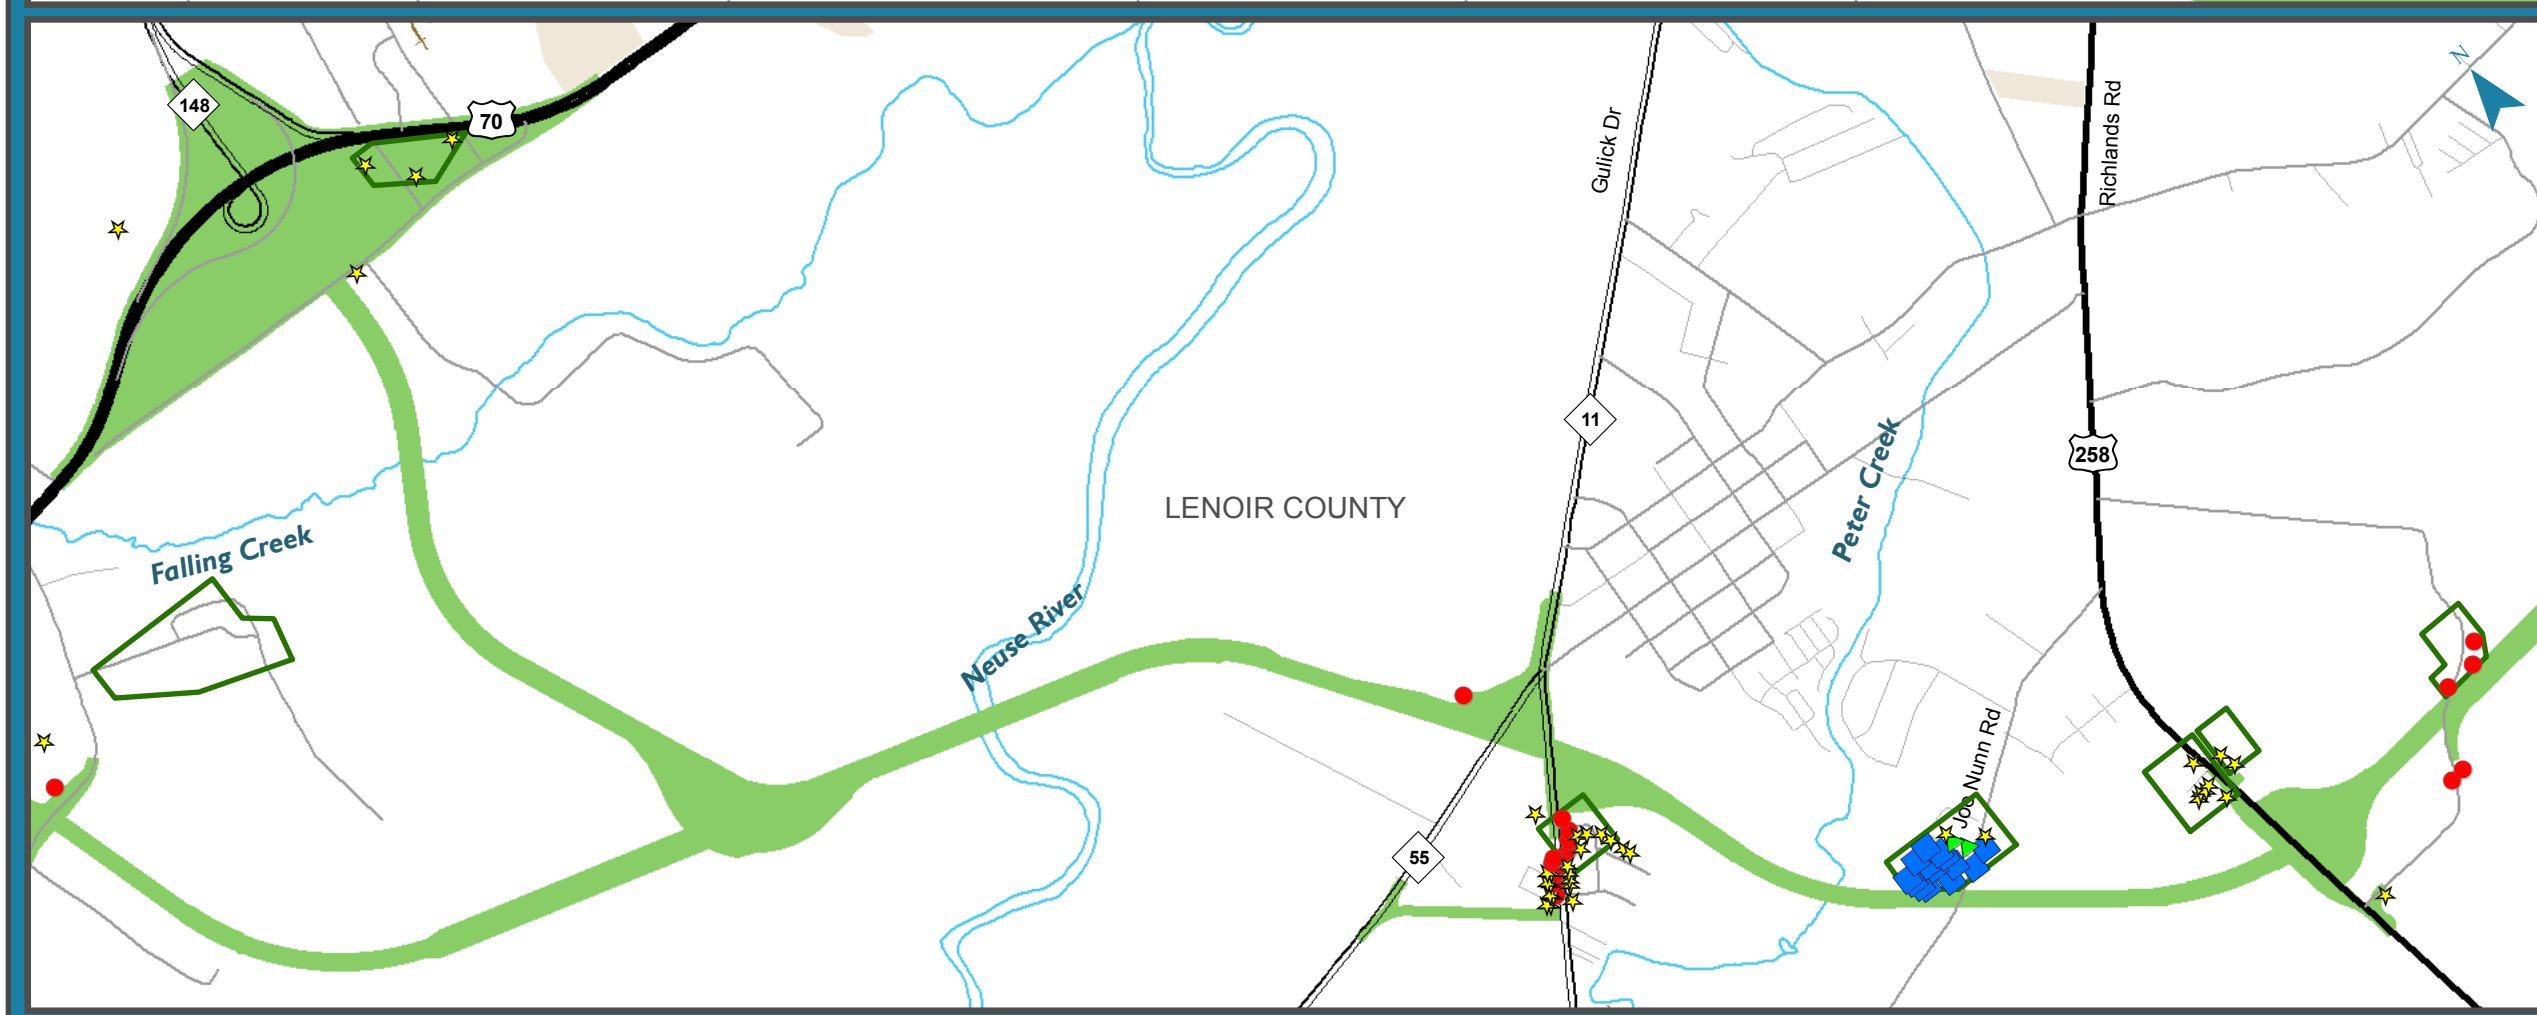 N
148
70
Gulick Dr
Richlands Rd
11
Peter Creek
258
LENOIR COUNTY
Falling Creek
Neuse River
Joe Nunn Rd
55